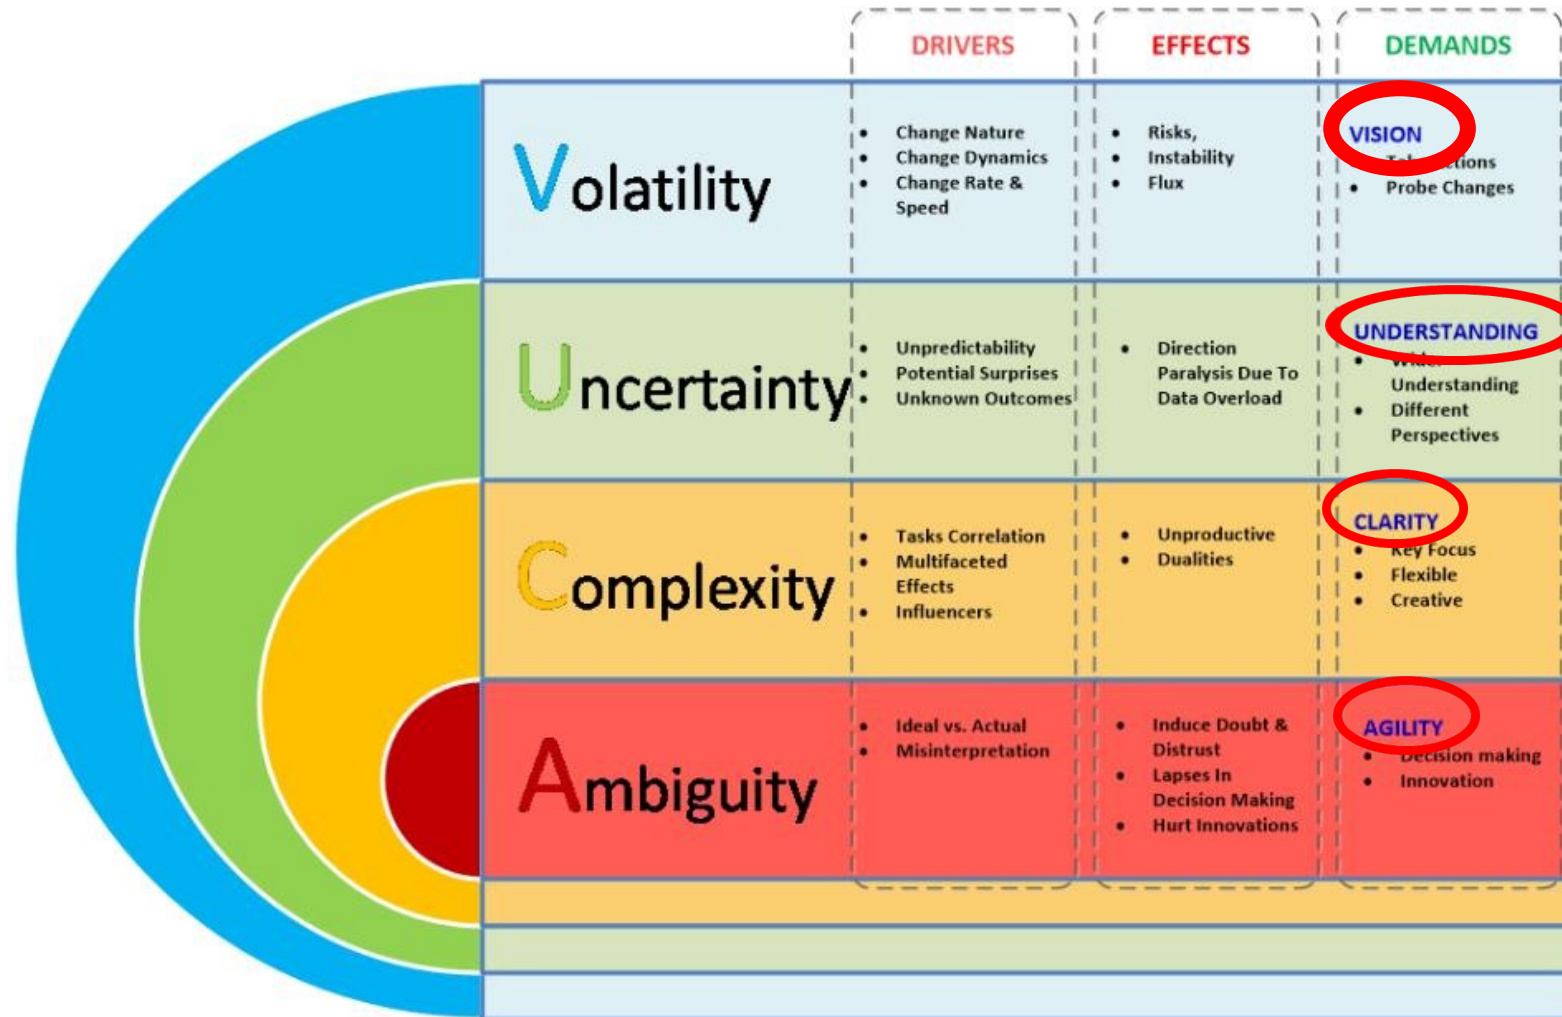 DRIVERS EFFECTS DEMANDS
Volatility
• Change Nature
• Change Dynamics
• Change Rate &
Speed
• Risks,
• Instability
• Flux
VISION
• Take Actions
• Probe Changes
Uncertainty
• Unpredictability
• Potential Surprises
• Unknown Outcomes
• Direction
Paralysis Due To
Data Overload
UNDERSTANDING
• Wider
Understanding
• Different
Perspectives
Complexity
• Tasks Correlation
• Multifaceted
Effects
• Influencers
• Unproductive
• Dualities
CLARITY
• Key Focus
• Flexible
• Creative
Ambiguity
• Ideal vs. Actual
• Misinterpretation
• Induce Doubt &
Distrust
• Lapses In
Decision Making
• Hurt Innovations
AGILITY
• Decision making
• Innovation